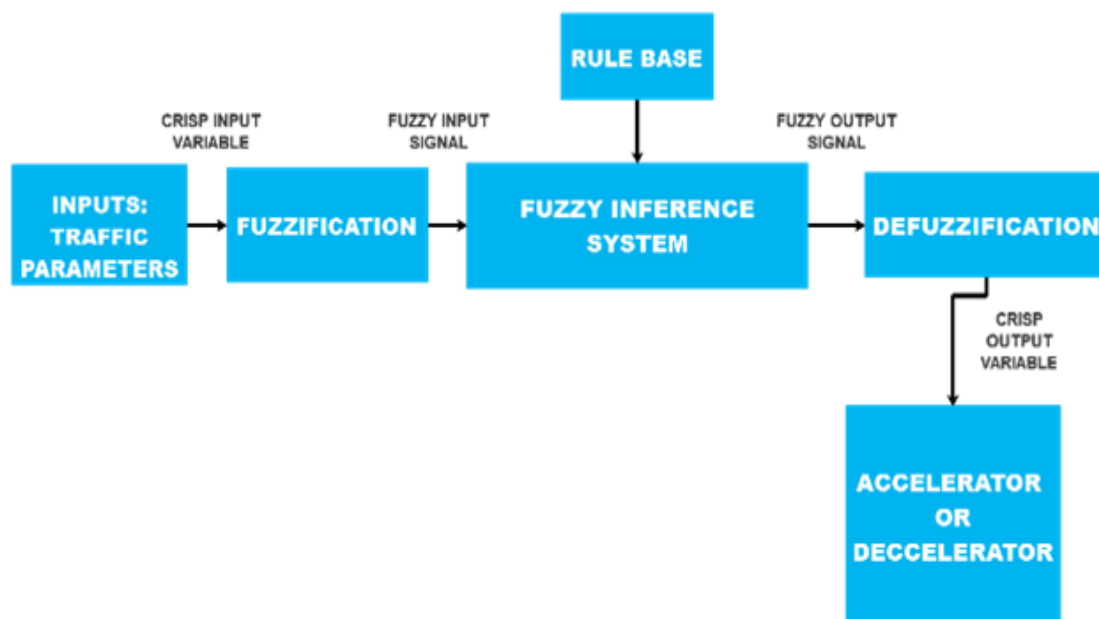 RULE BASE
CRISP INPUT
VARIABLE
FUZZY INPUT
SIGNAL
FUZZY OUTPUT
SIGNAL
INPUTS:
TRAFFIC
PARAMETERS
FUZZIFICATION
FUZZY INFERENCE
SYSTEM
DEFUZZIFICATION
CRISP
OUTPUT
VARIABLE
ACCELERATOR
OR
DECCELERATOR